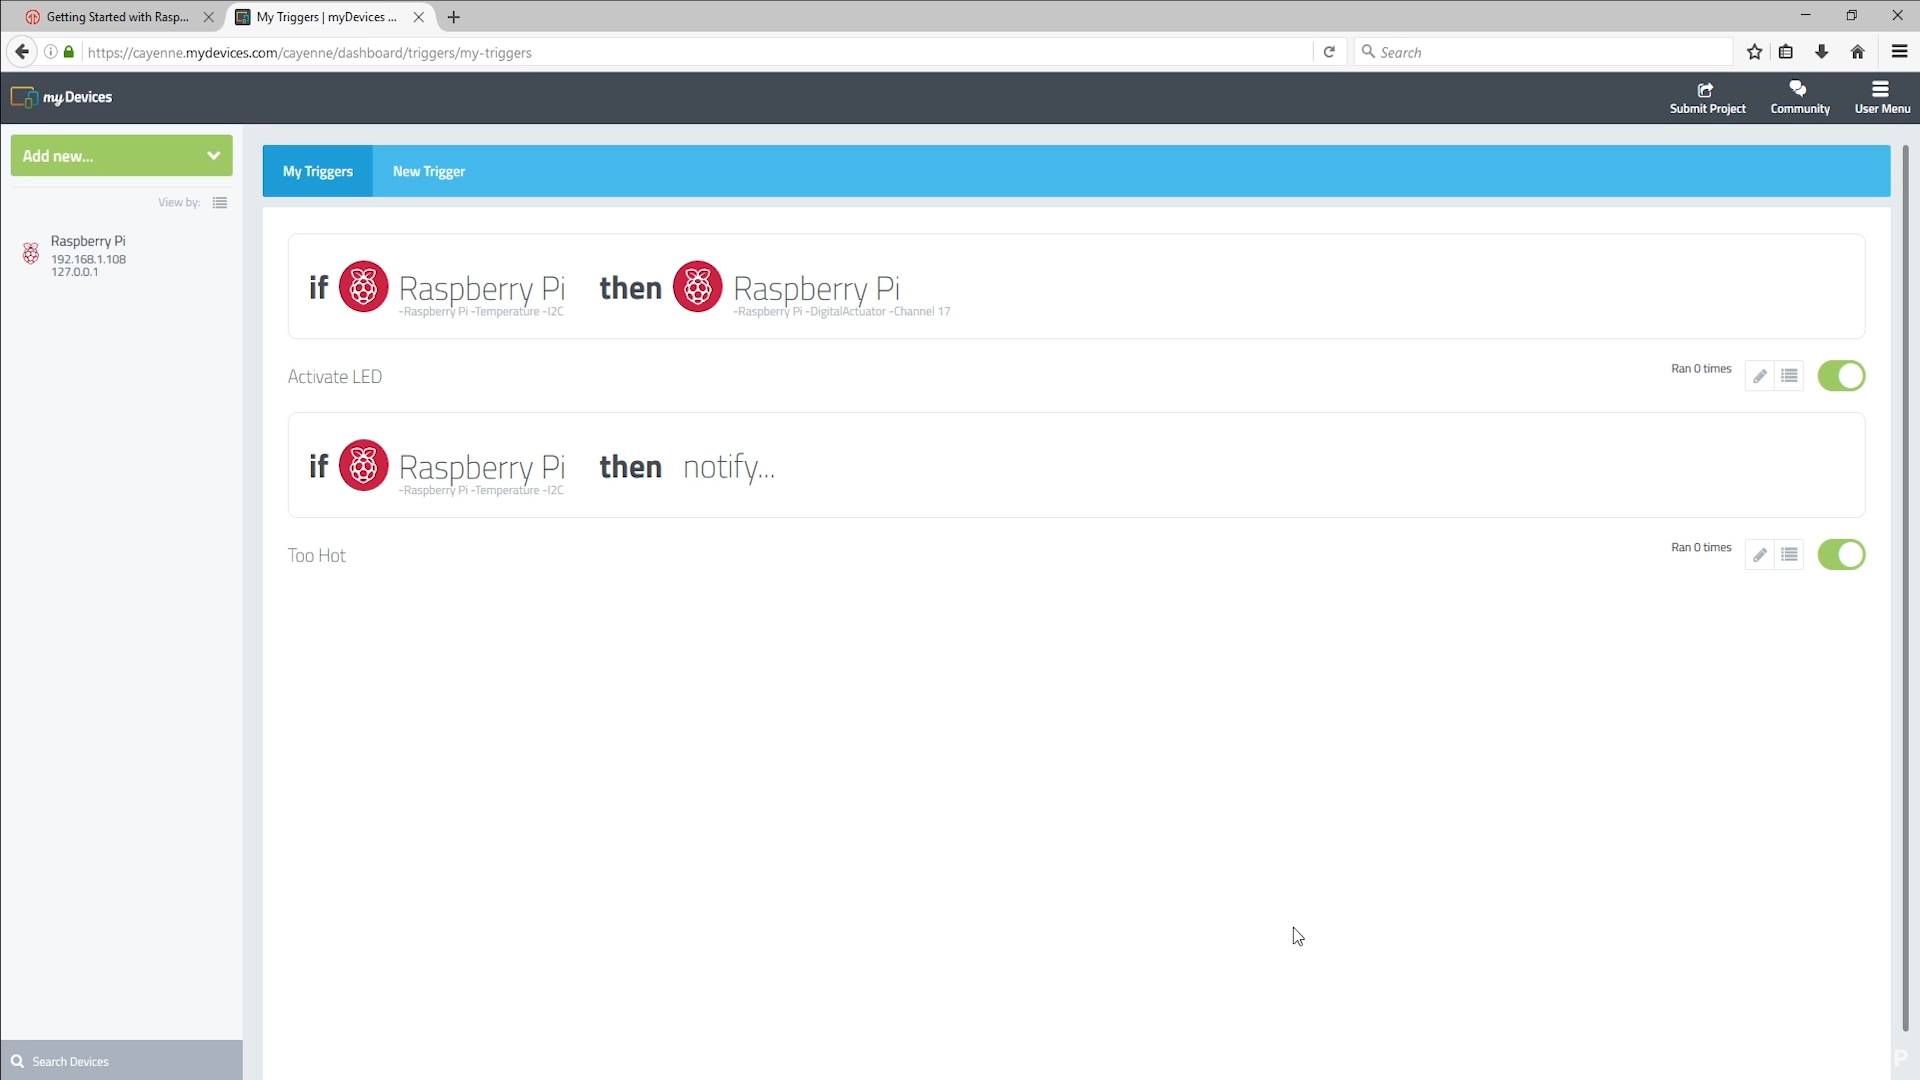 Getting Started with Rasp...
My Triggers | myDevices ...
https://cayenne.mydevices.com/cayenne/dashboard/triggers/my-triggers
Search
myDevices
Submit Project
Community
User Menu
Add new...
My Triggers
New Trigger
View by:
Raspberry Pi
192.168.1.108
127.0.0.1
if Raspberry Pi then Raspberry Pi
-Raspberry Pi -Temperature -I2C
-Raspberry Pi -DigitalActuator -Channel 17
Activate LED
Ran 0 times
if Raspberry Pi then notify...
-Raspberry Pi -Temperature -I2C
Too Hot
Ran 0 times
Search Devices
P